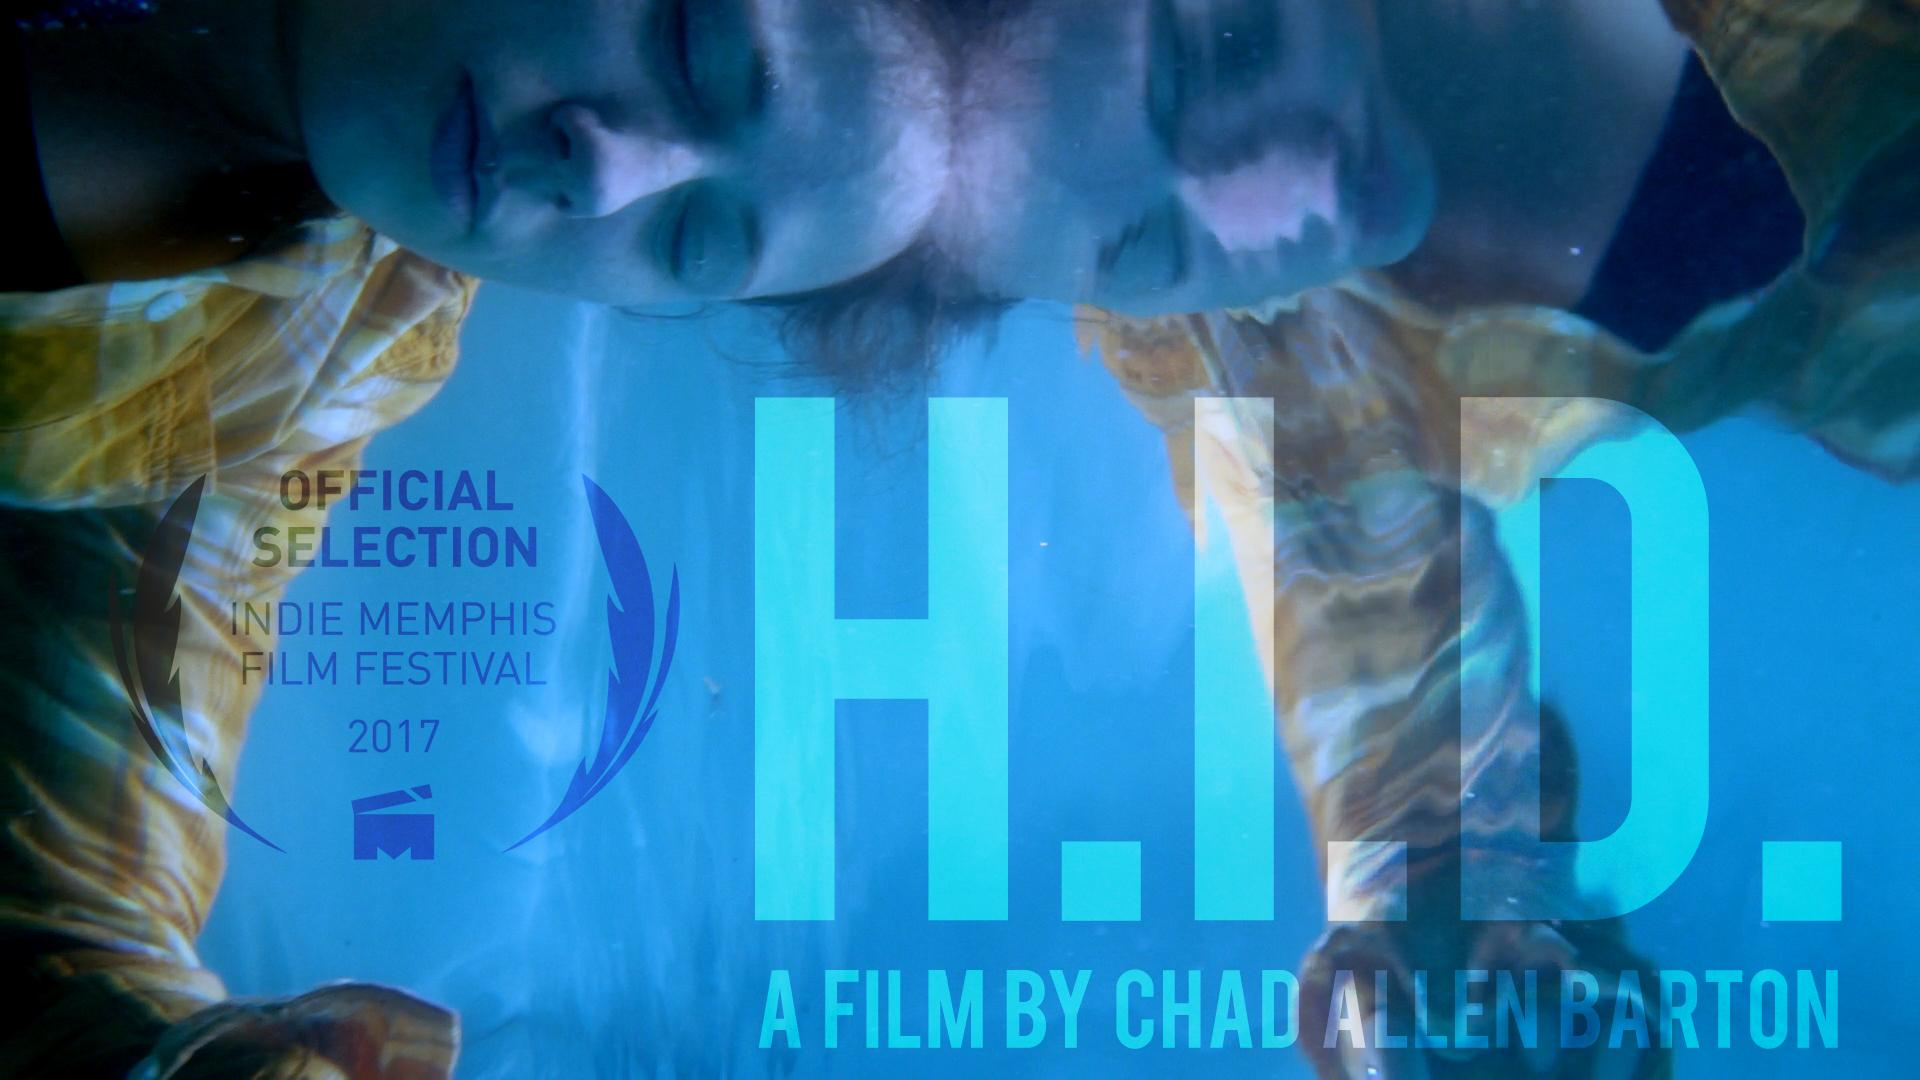 OFFICIAL
SELECTION
INDIE MEMPHIS
FILM FESTIVAL
2017
H.I.D.
A FILM BY CHAD ALLEN BARTON